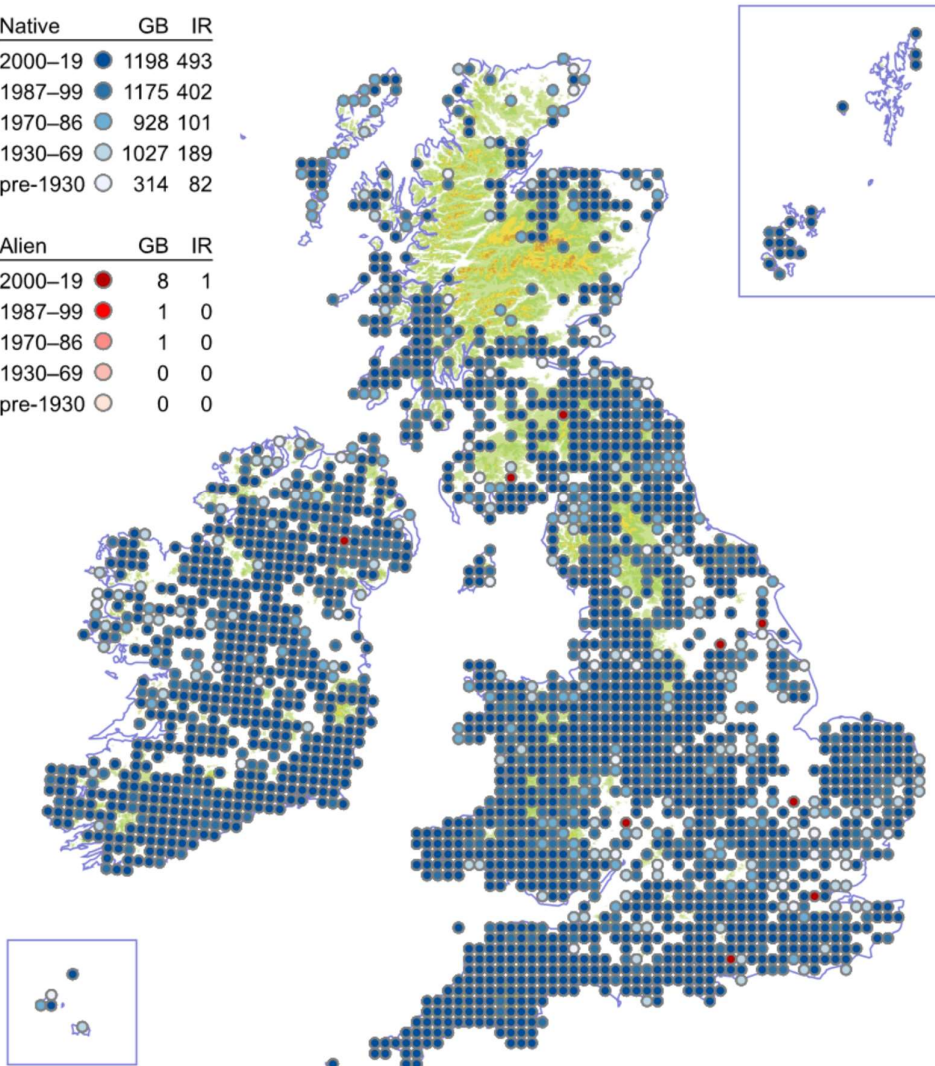 Native GB IR
2000–19 1198 493
1987–99 1175 402
1970–86 928 101
1930–69 1027 189
pre-1930 314 82
Alien GB IR
2000–19 8 1
1987–99 1 0
1970–86 1 0
1930–69 0 0
pre-1930 0 0